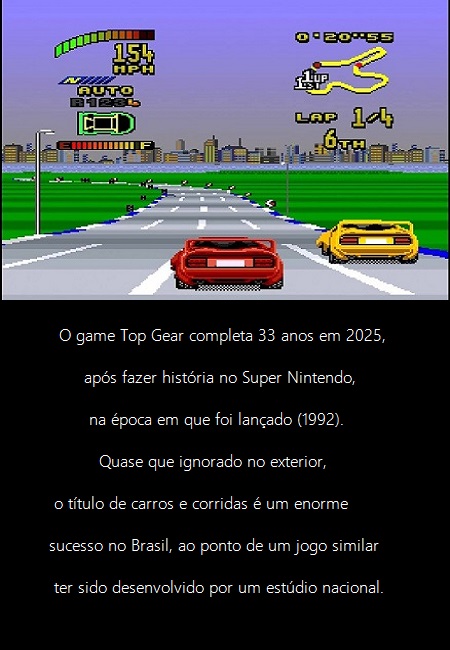 154
0'20"55
MPH
1UP
1ST
AUTO
R1234
LAP 1/4
E F
6TH
O game Top Gear completa 33 anos em 2025,
após fazer história no Super Nintendo,
na época em que foi lançado (1992).
Quase que ignorado no exterior,
o título de carros e corridas é um enorme
sucesso no Brasil, ao ponto de um jogo similar
ter sido desenvolvido por um estúdio nacional.